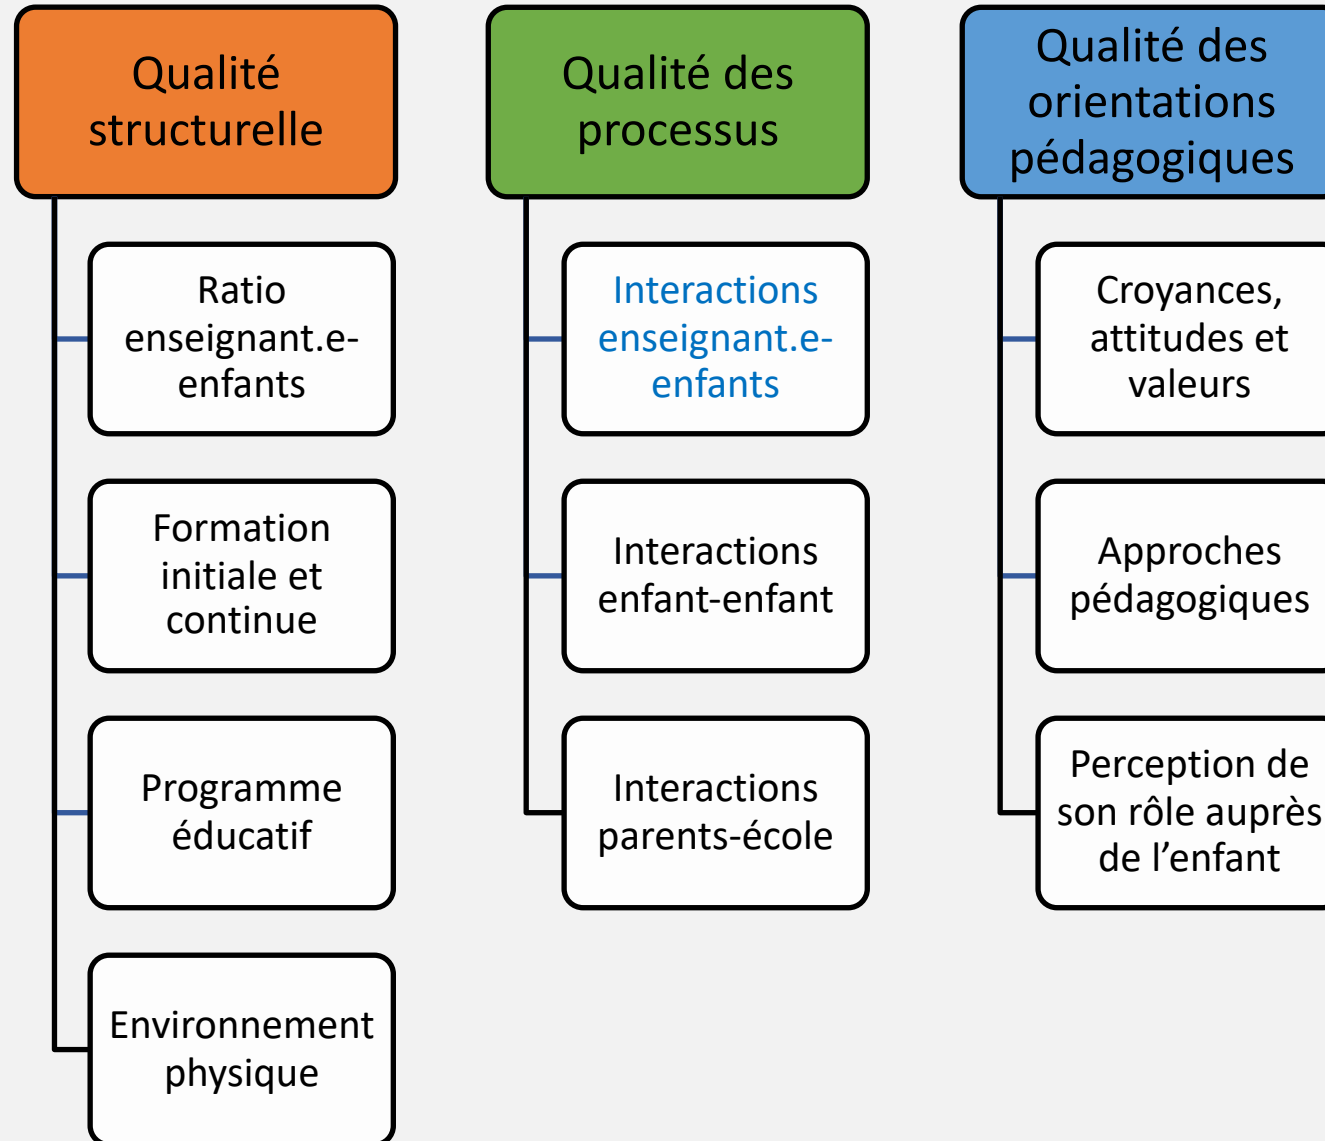 Qualité
structurelle
Ratio
enseignant.e-
enfants
Formation
initiale et
continue
Programme
éducatif
Environnement
physique
Qualité des
processus
Interactions
enseignant.e-
enfants
Interactions
enfant-enfant
Interactions
parents-école
Qualité des
orientations
pédagogiques
Croyances,
attitudes et
valeurs
Approches
pédagogiques
Perception de
son rôle auprès
de l’enfant